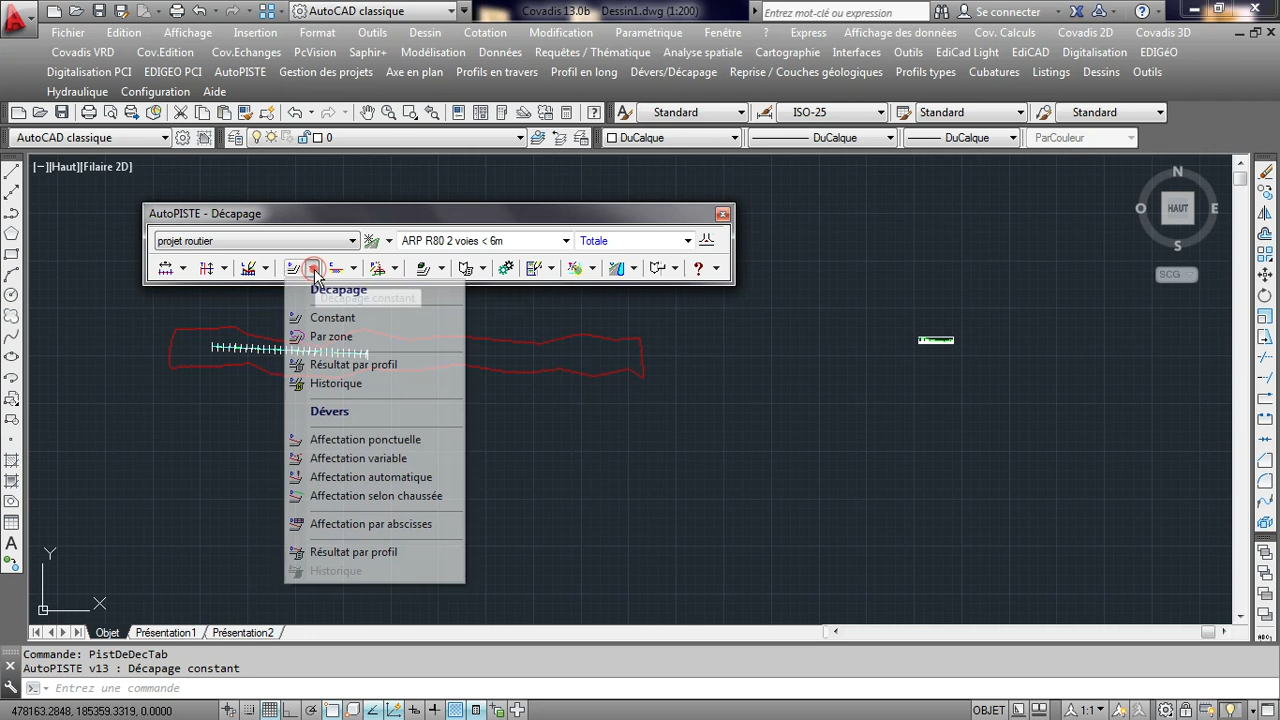 AutoCAD classique
Covadis 13.0b Dessin1.dwg (1:200)
Entrez mot-clé ou expression
Se connecter
Fichier Edition Affichage Insertion Format Outils Dessin Cotation Modification Paramétrique Fenêtre ? Express Affichage des données Cov. Calculs Covadis 2D Covadis 3D
Covadis VRD Cov.Edition Cov.Echanges PcVision Saphir+ Modélisation Données Requêtes / Thématique Analyse spatiale Cartographie Interfaces Outils EdiCad Light EdiCAD Digitalisation EDIGéO
Digitalisation PCI EDIGEO PCI AutoPISTE Gestion des projets Axe en plan Profils en travers Profil en long Dévers/Décapage Reprise / Couches géologiques Profils types Cubatures Listings Dessins Outils
Hydraulique Configuration Aide
Standard ISO-25 Standard Standard
AutoCAD classique 0 DuCalque DuCalque DuCalque ParCouleur
[−][Haut][Filaire 2D]
AutoPISTE - Décapage
projet routier ARP R80 2 voies < 6m Totale
Décapage
Décapage constant
Constant
Par zone
Résultat par profil
Historique
Dévers
Affectation ponctuelle
Affectation variable
Affectation automatique
Affectation selon chaussée
Affectation par abscisses
Résultat par profil
Historique
N
O HAUT E
S
SCG
Y
X
Objet Présentation1 Présentation2
Commande: PistDeDecTab
AutoPISTE v13 : Décapage constant
Entrez une commande
478163.2848, 185359.3319, 0.0000
OBJET
1:1